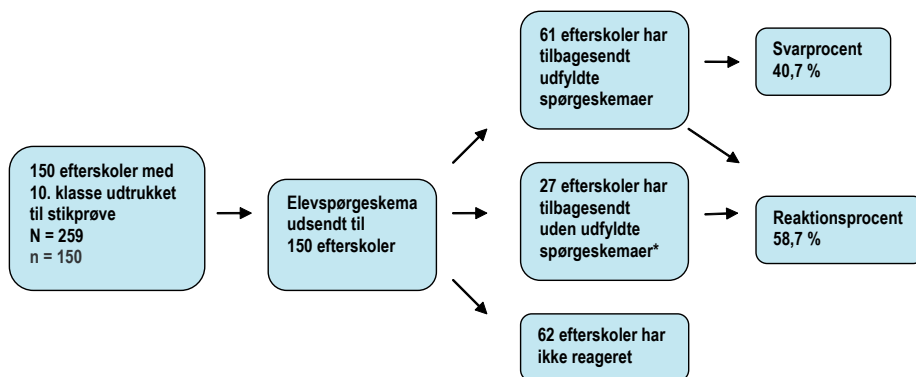 150 efterskoler med
10. klasse udtrukket
til stikprøve
N = 259
n = 150
Elevspørgeskema
udsendt til
150 efterskoler
61 efterskoler har
tilbagesendt
udfyldte
spørgeskemaer
27 efterskoler har
tilbagesendt
uden udfyldte
spørgeskemaer*
62 efterskoler har
ikke reageret
Svarprocent
40,7 %
Reaktionsprocent
58,7 %